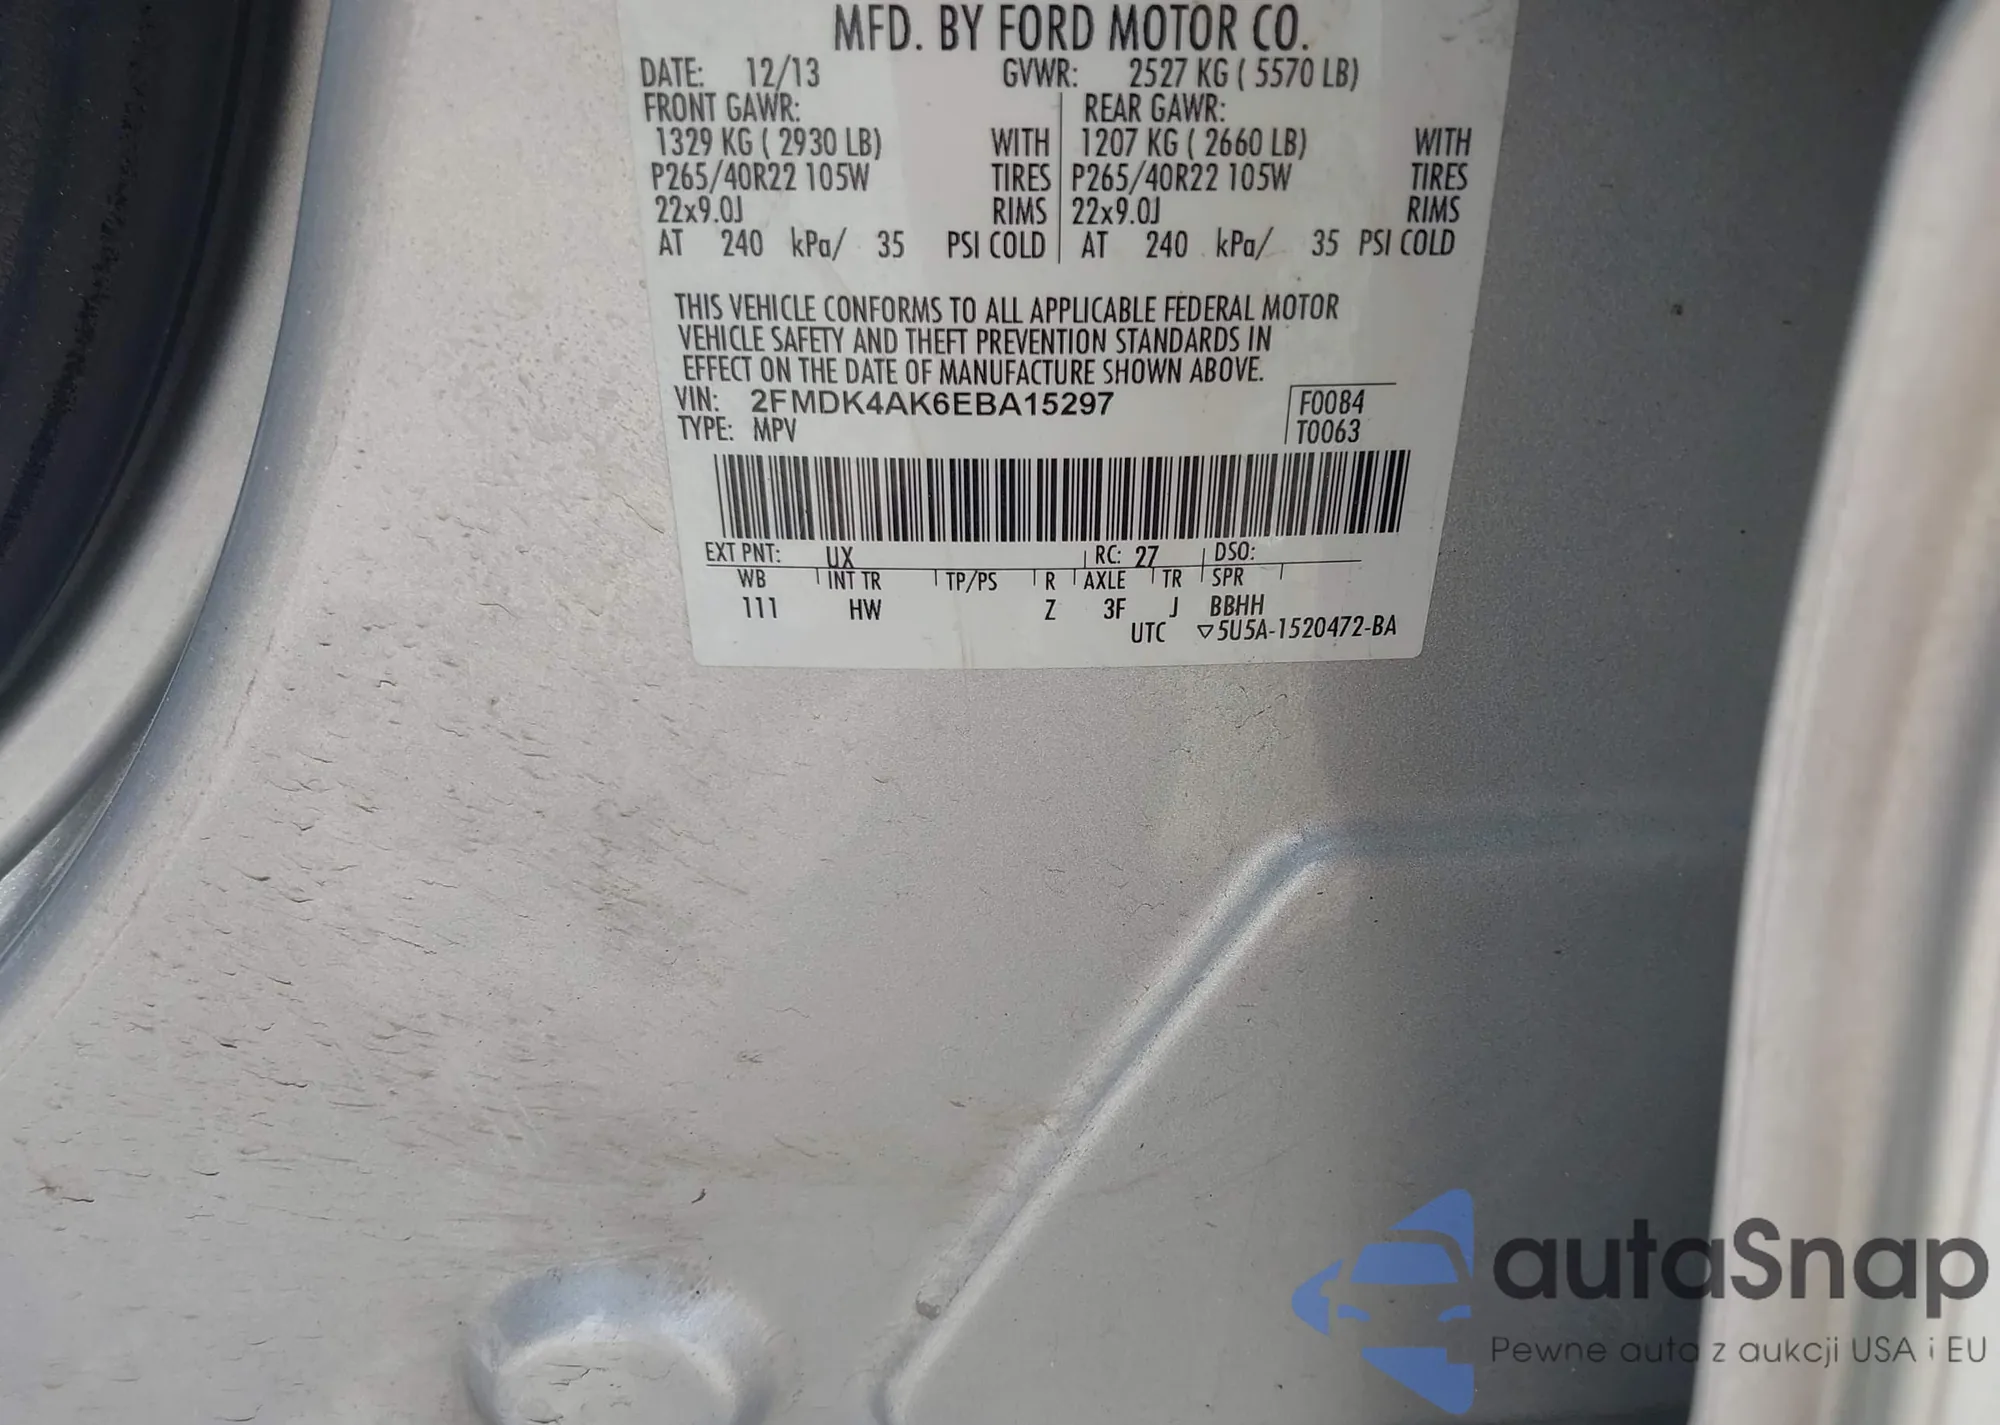 MFD. BY FORD MOTOR CO.
DATE: 12/13 GVWR: 2527 KG ( 5570 LB)
FRONT GAWR: REAR GAWR:
1329 KG ( 2930 LB) WITH 1207 KG ( 2660 LB) WITH
P265/40R22 105W TIRES P265/40R22 105W TIRES
22x9.0J RIMS 22x9.0J RIMS
AT 240 kPa/ 35 PSI COLD AT 240 kPa/ 35 PSI COLD
THIS VEHICLE CONFORMS TO ALL APPLICABLE FEDERAL MOTOR
VEHICLE SAFETY AND THEFT PREVENTION STANDARDS IN
EFFECT ON THE DATE OF MANUFACTURE SHOWN ABOVE.
VIN: 2FMDK4AK6EBA15297 F0084
TYPE: MPV T0063
EXT PNT: UX RC: 27 DSO:
WB INT TR TP/PS R AXLE TR SPR
111 HW Z 3F J BBHH
UTC ▽5U5A-1520472-BA
autaSnap
Pewne auta z aukcji USA i EU